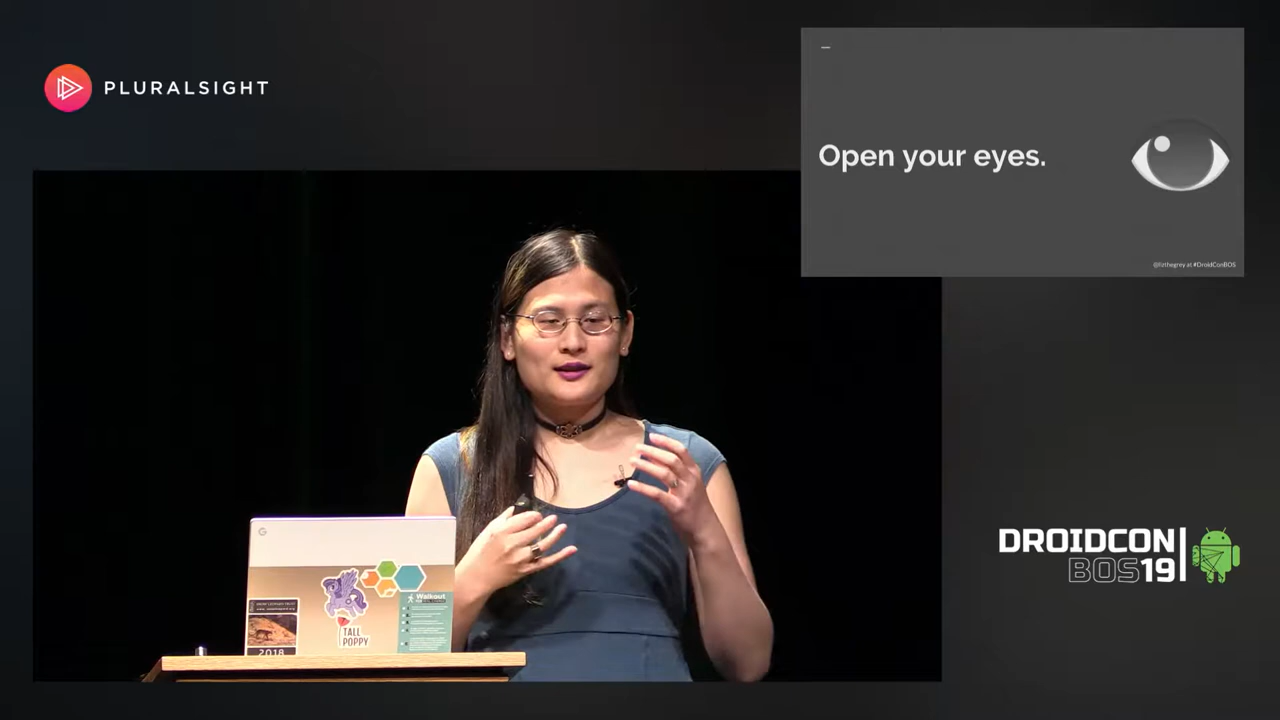 PLURALSIGHT
Open your eyes.
@lizthegrey at #DroidConBOS
DROIDCON
BOS19
Walkout
TALL
POPPY
2018